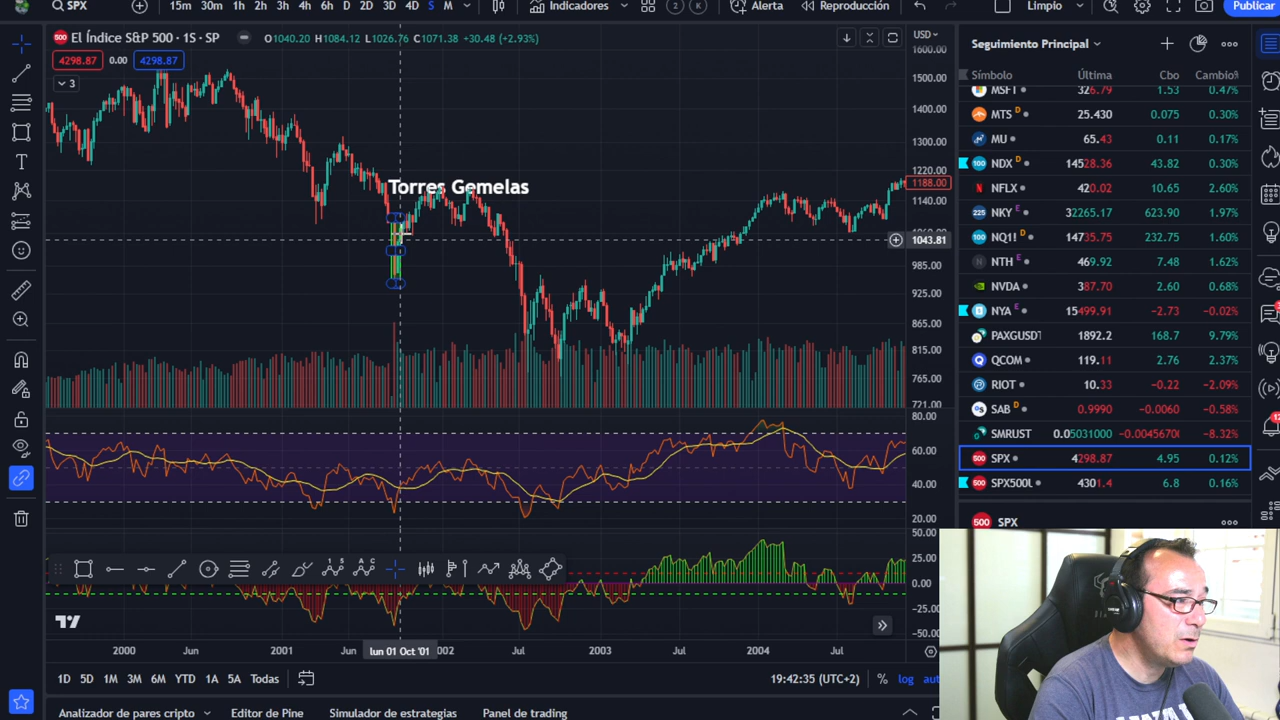 SPX
15m 30m 1h 2h 3h 4h 6h D 2D 3D 4D S M
Indicadores
2 K
Alerta
Reproducción
Limpio
Publicar
El Índice S&P 500 · 1S · SP
O1040.20 H1084.12 L1026.76 C1071.38 +30.48 (+2.93%)
4298.87 0.00 4298.87
3
Torres Gemelas
USD
1600.00
1500.00
1400.00
1300.00
1220.00
1188.00
1140.00
1043.81
985.00
925.00
865.00
815.00
765.00
721.00
80.00
60.00
40.00
20.00
50.00
25.00
0.00
−25.00
−50.00
2000 Jun 2001 Jun lun 01 Oct '01 002 Jul 2003 Jul 2004 Jul
1D 5D 1M 3M 6M YTD 1A 5A Todas
19:42:35 (UTC+2) % log aut
Analizador de pares cripto Editor de Pine Simulador de estrategias Panel de trading
Seguimiento Principal
Símbolo Última Cbo Cambio%
MSFT 326.79 1.53 0.47%
MTS D 25.430 0.075 0.30%
MU 65.43 0.11 0.17%
NDX D 14528.36 43.82 0.30%
NFLX 420.02 10.65 2.60%
NKY E 32265.17 623.90 1.97%
NQ1! D 14735.75 232.75 1.60%
NTH E 469.92 7.48 1.62%
NVDA 387.70 2.60 0.68%
NYA E 15499.91 −2.73 −0.02%
PAXGUSDT 1892.2 168.7 9.79%
QCOM 119.11 2.76 2.37%
RIOT 10.33 −0.22 −2.09%
SAB D 0.9990 −0.0060 −0.58%
SMRUST 0.05031000 −0.0045670 −8.32%
SPX 4298.87 4.95 0.12%
SPX500U 4301.4 6.8 0.16%
SPX